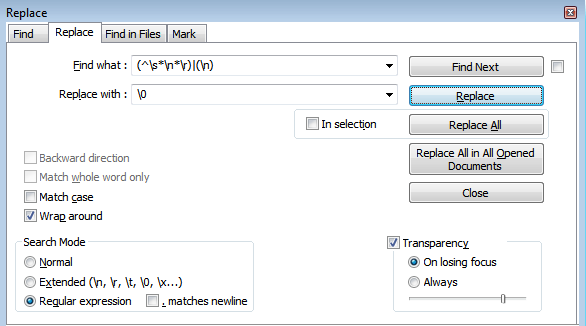 Replace
Find Replace Find in Files Mark
Find what : (^\s*\n*\r)|(\n) Find Next
Replace with : \0 Replace
In selection Replace All
Replace All in All Opened
Documents
Backward direction
Match whole word only
Match case
Wrap around
Close
Search Mode
Normal
Extended (\n, \r, \t, \0, \x...)
Regular expression . matches newline
Transparency
On losing focus
Always